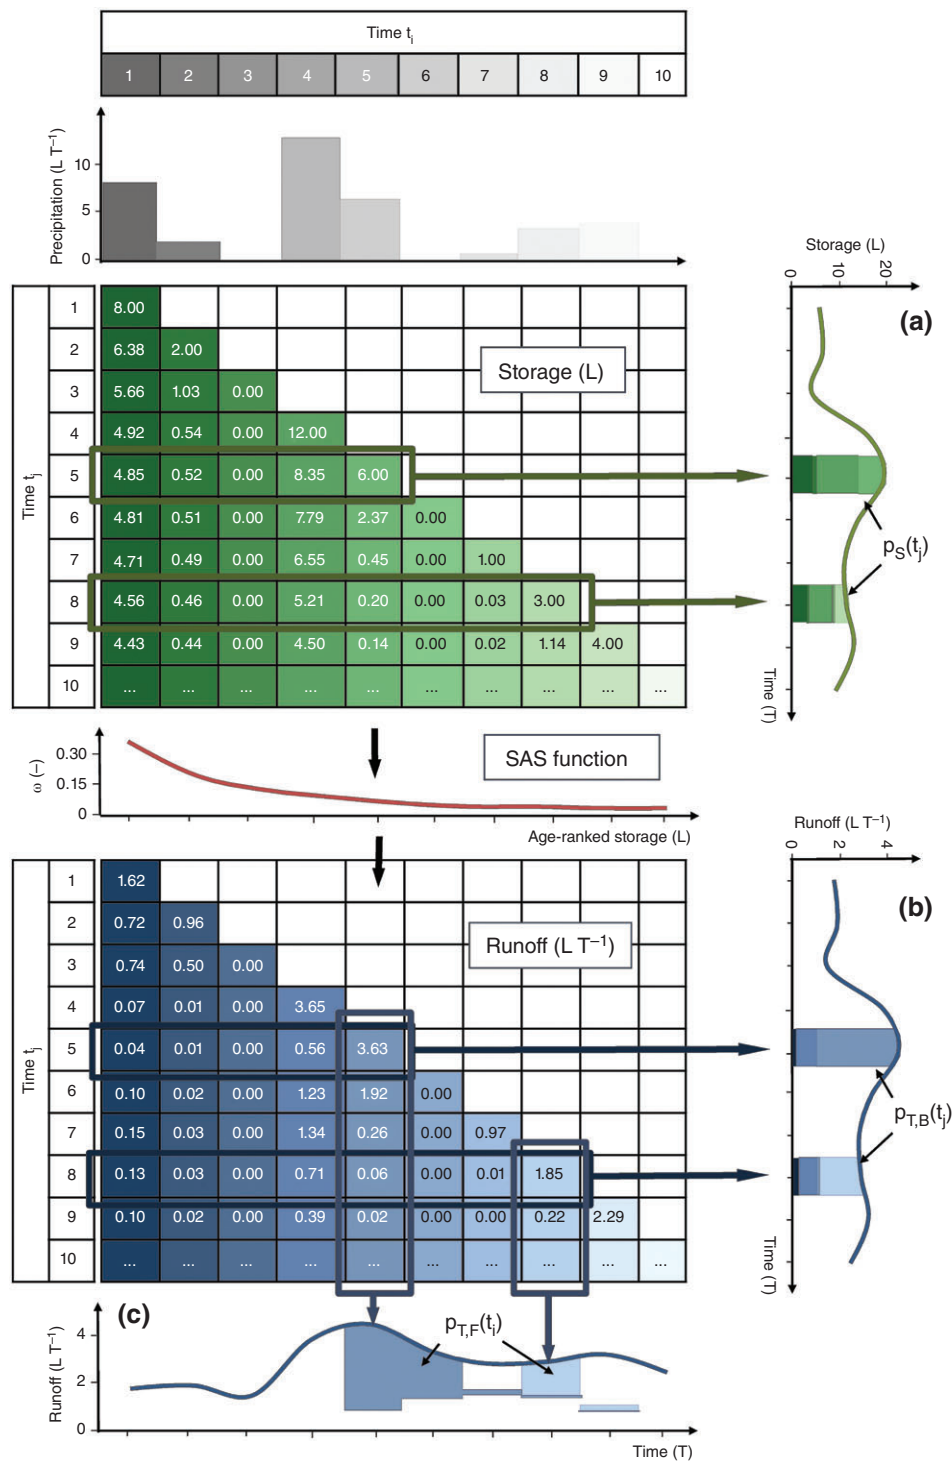 Time tᵢ
1 2 3 4 5 6 7 8 9 10
Precipitation (L T⁻¹)
10
5
0
Storage (L)
0 10 20
(a)
Time tⱼ
1 8.00
2 6.38 2.00
Storage (L)
3 5.66 1.03 0.00
4 4.92 0.54 0.00 12.00
5 4.85 0.52 0.00 8.35 6.00
6 4.81 0.51 0.00 7.79 2.37 0.00
7 4.71 0.49 0.00 6.55 0.45 0.00 1.00
8 4.56 0.46 0.00 5.21 0.20 0.00 0.03 3.00
9 4.43 0.44 0.00 4.50 0.14 0.00 0.02 1.14 4.00
10 ... ... ... ... ... ... ... ... ... ...
p_S(tⱼ)
Time (T)
ω (–)
0.30
0.15
0
SAS function
Age-ranked storage (L)
Runoff (L T⁻¹)
0 2 4
(b)
Time tⱼ
1 1.62
2 0.72 0.96
Runoff (L T⁻¹)
3 0.74 0.50 0.00
4 0.07 0.01 0.00 3.65
5 0.04 0.01 0.00 0.56 3.63
6 0.10 0.02 0.00 1.23 1.92 0.00
7 0.15 0.03 0.00 1.34 0.26 0.00 0.97
8 0.13 0.03 0.00 0.71 0.06 0.00 0.01 1.85
9 0.10 0.02 0.00 0.39 0.02 0.00 0.00 0.22 2.29
10 ... ... ... ... ... ... ... ... ... ...
p_T,B(tⱼ)
Time (T)
(c)
Runoff (L T⁻¹)
4
2
0
p_T,F(tᵢ)
Time (T)